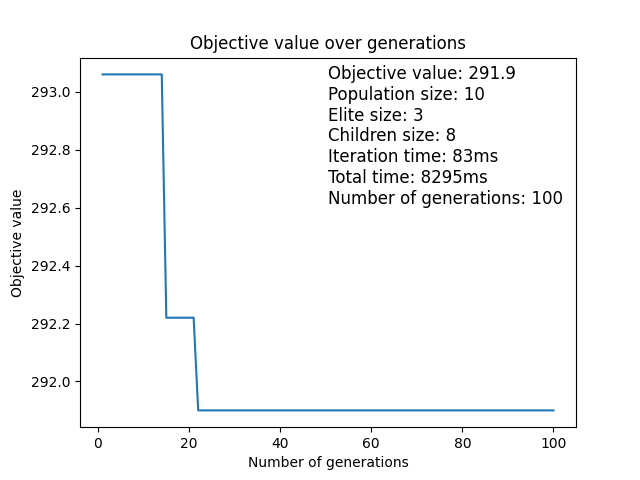 Objective value over generations
Objective value: 291.9
Population size: 10
Elite size: 3
Children size: 8
Iteration time: 83ms
Total time: 8295ms
Number of generations: 100
Objective value
293.0
292.8
292.6
292.4
292.2
292.0
0 20 40 60 80 100
Number of generations